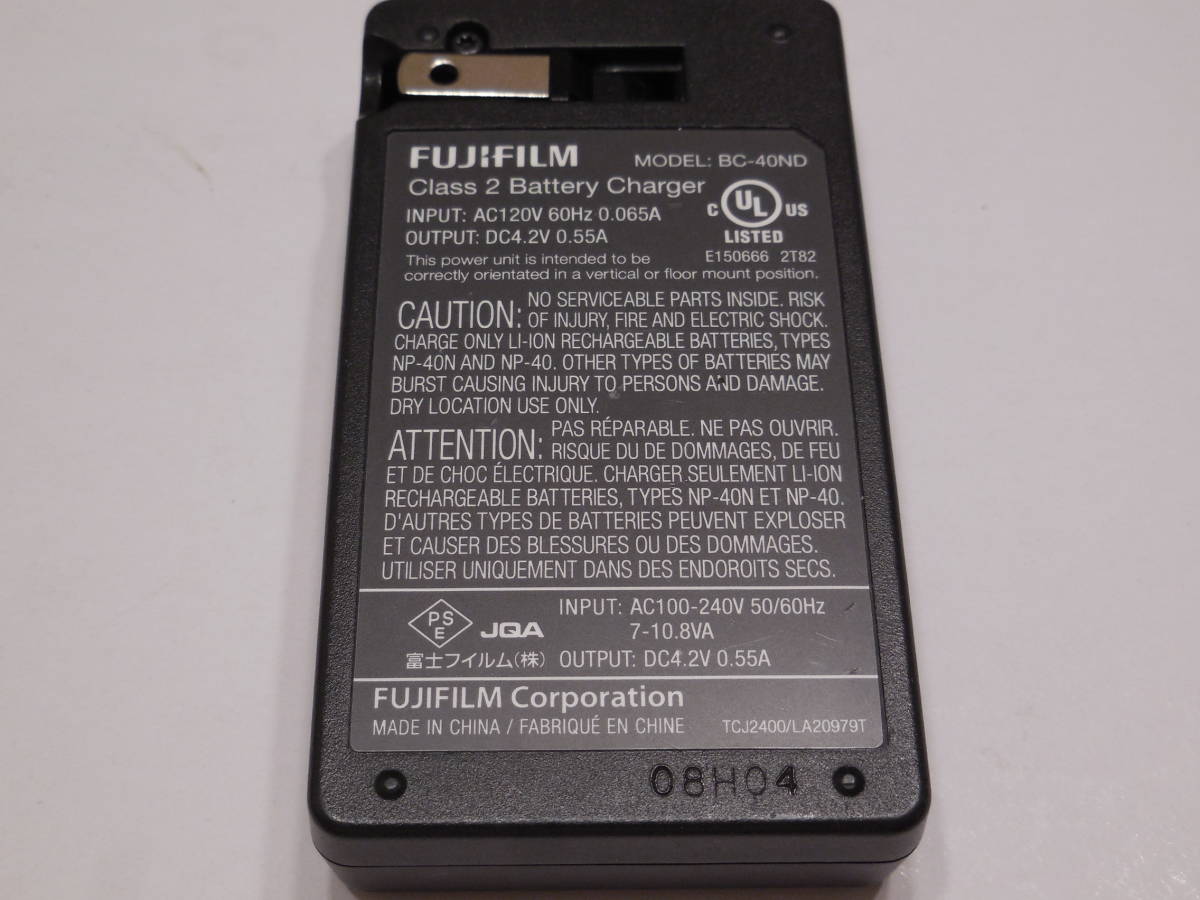 FUJIFILM MODEL: BC-40ND
Class 2 Battery Charger
INPUT: AC120V 60Hz 0.065A
OUTPUT: DC4.2V 0.55A
C UL US
LISTED
E150666 2T82
This power unit is intended to be
correctly orientated in a vertical or floor mount position.
CAUTION: NO SERVICEABLE PARTS INSIDE. RISK
OF INJURY, FIRE AND ELECTRIC SHOCK.
CHARGE ONLY LI-ION RECHARGEABLE BATTERIES, TYPES
NP-40N AND NP-40. OTHER TYPES OF BATTERIES MAY
BURST CAUSING INJURY TO PERSONS AND DAMAGE.
DRY LOCATION USE ONLY.
ATTENTION: PAS RÉPARABLE. NE PAS OUVRIR.
RISQUE DU DE DOMMAGES, DE FEU
ET DE CHOC ÉLECTRIQUE. CHARGER SEULEMENT LI-ION
RECHARGEABLE BATTERIES, TYPES NP-40N ET NP-40.
D'AUTRES TYPES DE BATTERIES PEUVENT EXPLOSER
ET CAUSER DES BLESSURES OU DES DOMMAGES.
UTILISER UNIQUEMENT DANS DES ENDOROITS SECS.
PS
E
JQA
INPUT: AC100-240V 50/60Hz
7-10.8VA
富士フイルム(株) OUTPUT: DC4.2V 0.55A
FUJIFILM Corporation
MADE IN CHINA / FABRIQUÉ EN CHINE TCJ2400/LA20979T
08H04